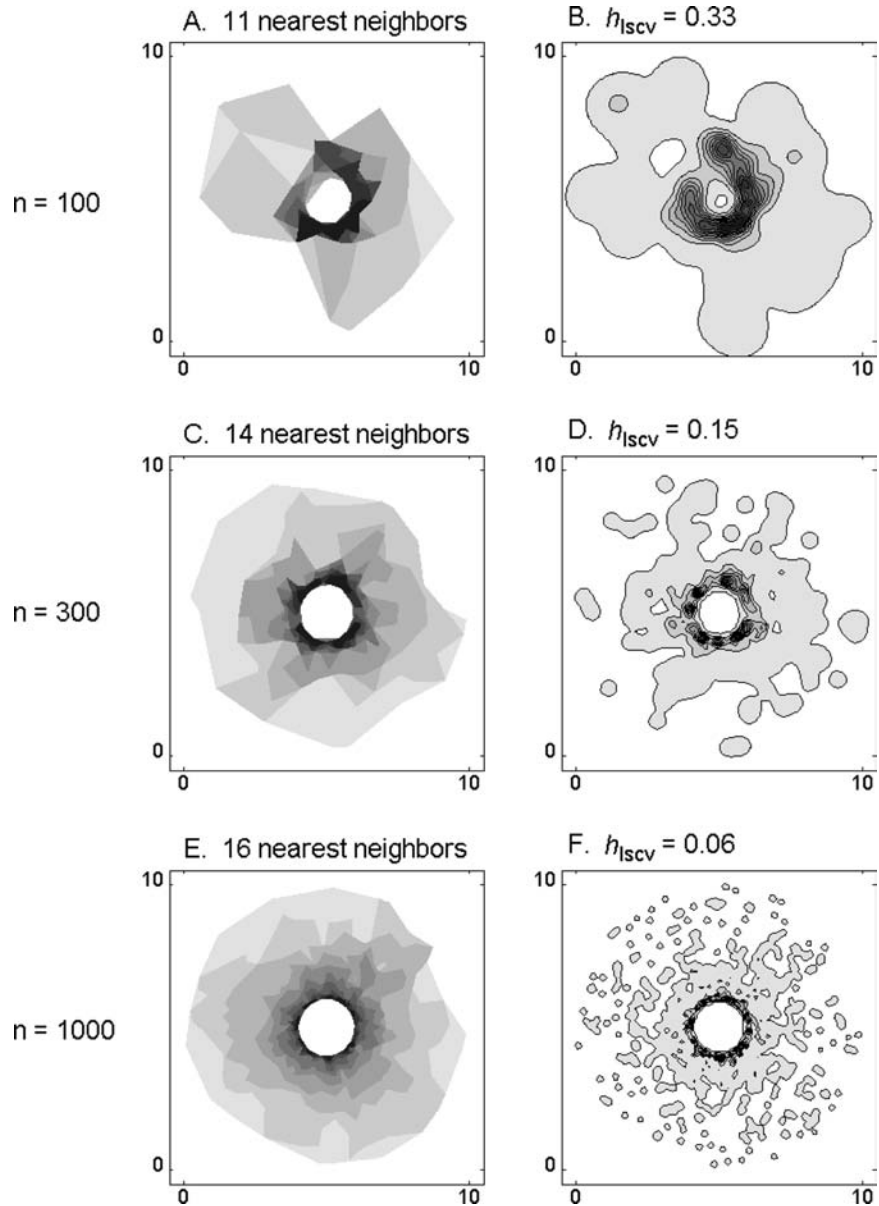 A. 11 nearest neighbors
B. hlscv = 0.33
10
10
n = 100
0
0
0
10
0
10
C. 14 nearest neighbors
D. hlscv = 0.15
10
10
n = 300
0
0
0
10
0
10
E. 16 nearest neighbors
F. hlscv = 0.06
10
10
n = 1000
0
0
0
10
0
10